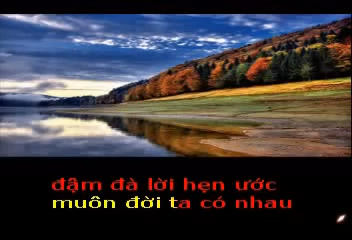 đậm đà lời hẹn ước
muôn đời ta có nhau